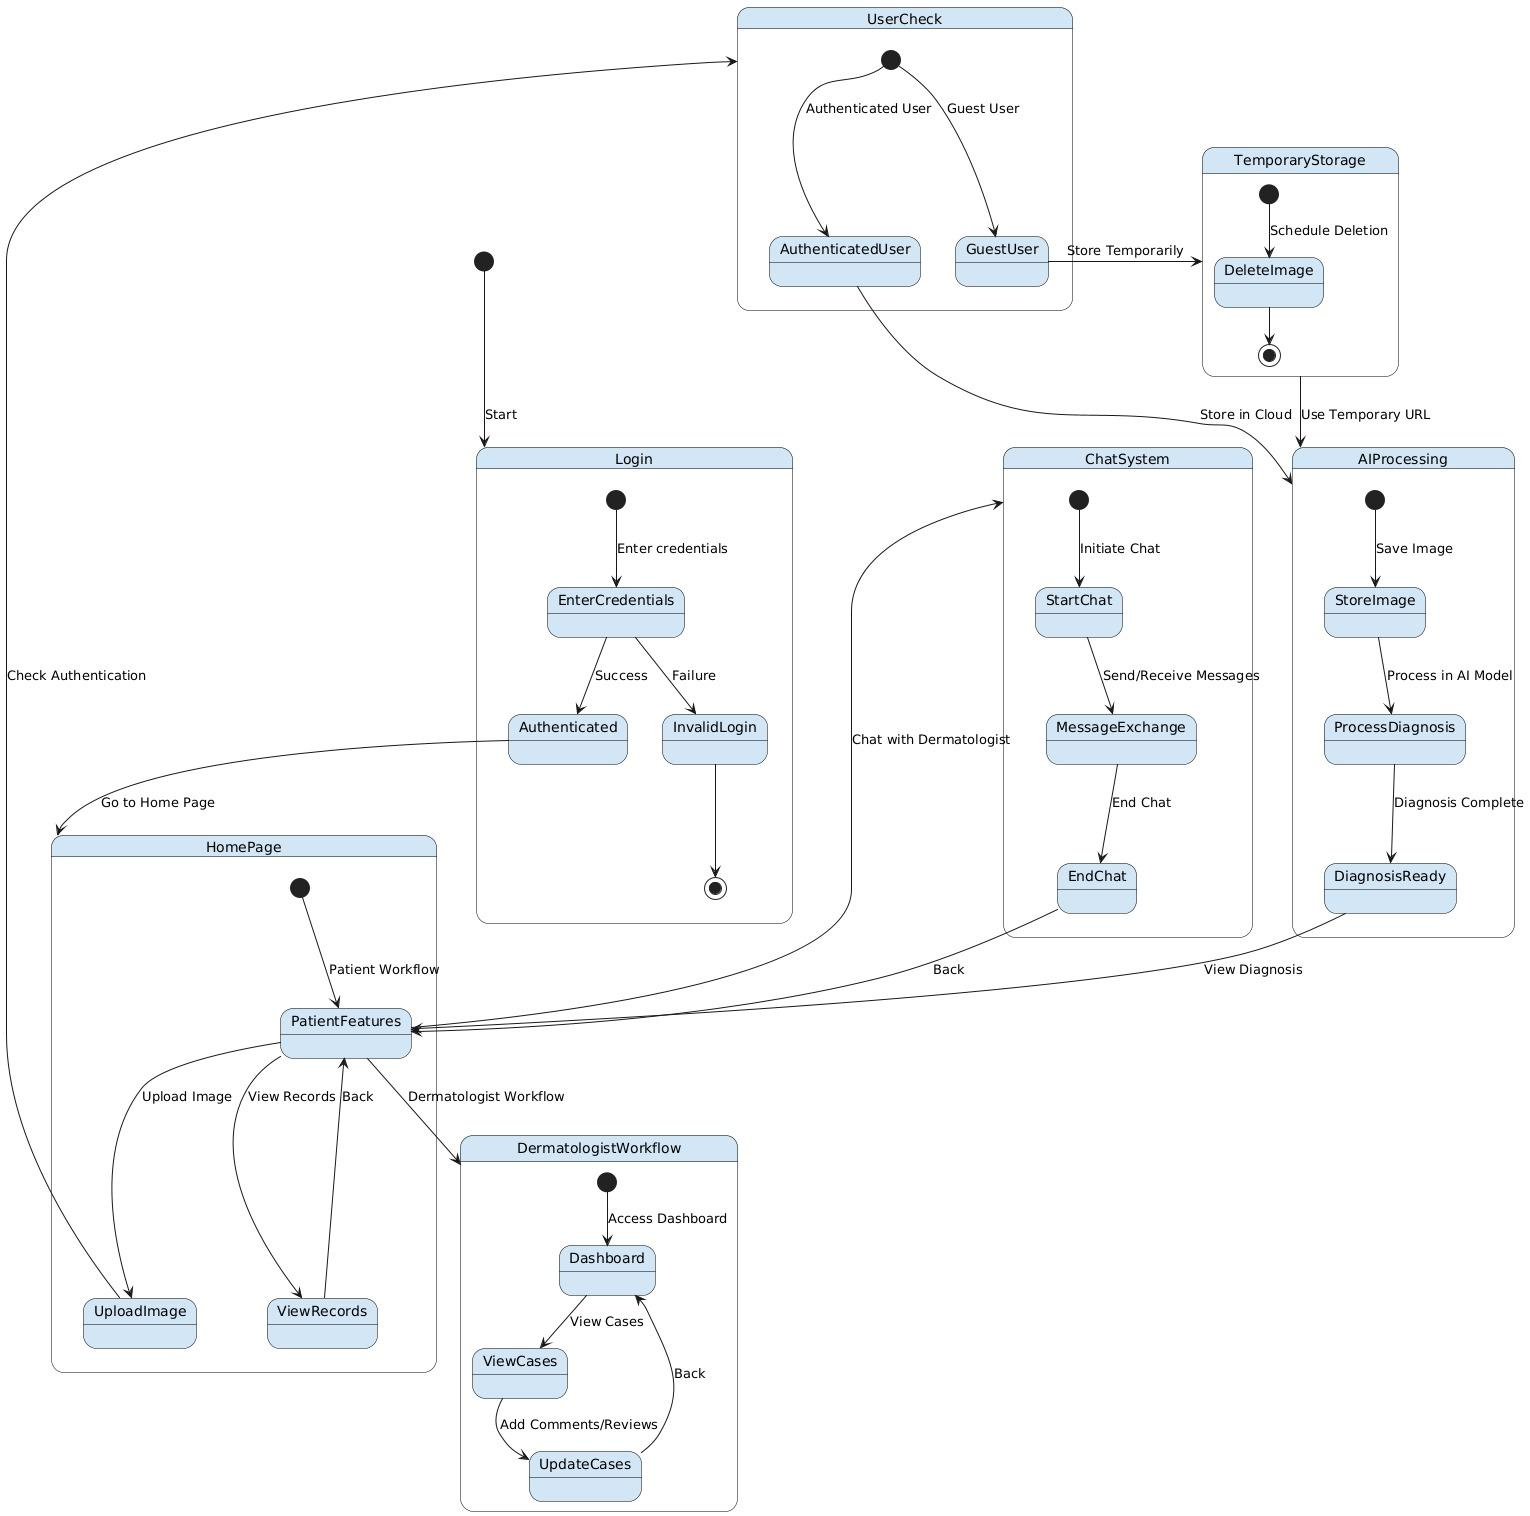 UserCheck
Authenticated User
Guest User
AuthenticatedUser
GuestUser
Store Temporarily
TemporaryStorage
Schedule Deletion
DeleteImage
Start
Store in Cloud
Use Temporary URL
Login
Enter credentials
EnterCredentials
Success
Failure
Authenticated
InvalidLogin
ChatSystem
Initiate Chat
StartChat
Send/Receive Messages
MessageExchange
End Chat
EndChat
AIProcessing
Save Image
StoreImage
Process in AI Model
ProcessDiagnosis
Diagnosis Complete
DiagnosisReady
Check Authentication
Chat with Dermatologist
Go to Home Page
Back
View Diagnosis
HomePage
Patient Workflow
PatientFeatures
Upload Image
View Records
Back
Dermatologist Workflow
UploadImage
ViewRecords
DermatologistWorkflow
Access Dashboard
Dashboard
View Cases
ViewCases
Back
Add Comments/Reviews
UpdateCases